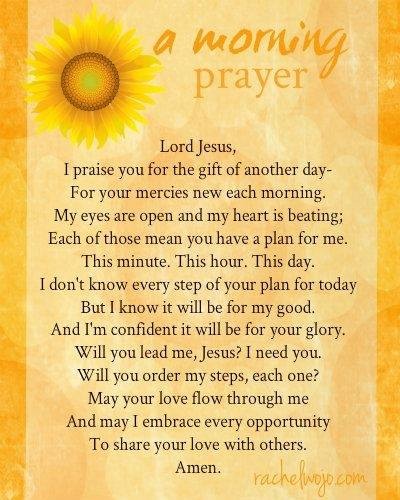 a morning
prayer
Lord Jesus,
I praise you for the gift of another day-
For your mercies new each morning.
My eyes are open and my heart is beating;
Each of those mean you have a plan for me.
This minute. This hour. This day.
I don't know every step of your plan for today
But I know it will be for my good.
And I'm confident it will be for your glory.
Will you lead me, Jesus? I need you.
Will you order my steps, each one?
May your love flow through me
And may I embrace every opportunity
To share your love with others.
Amen.
rachelwojo.com